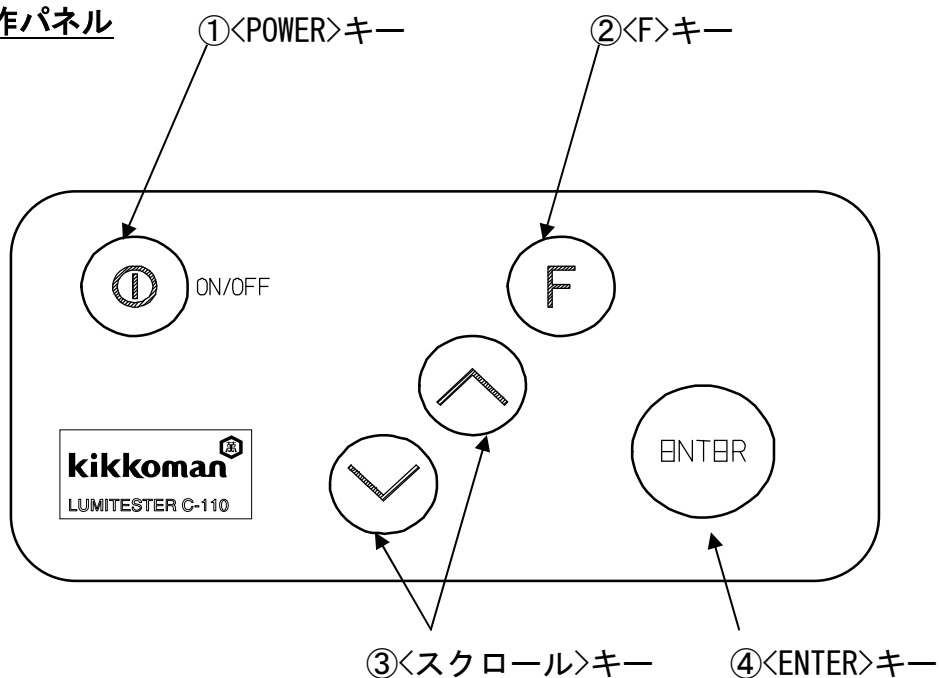 作パネル
①<POWER>キー
②<F>キー
ON/OFF
F
kikkoman
萬
LUMITESTER C-110
ENTER
③<スクロール>キー
④<ENTER>キー